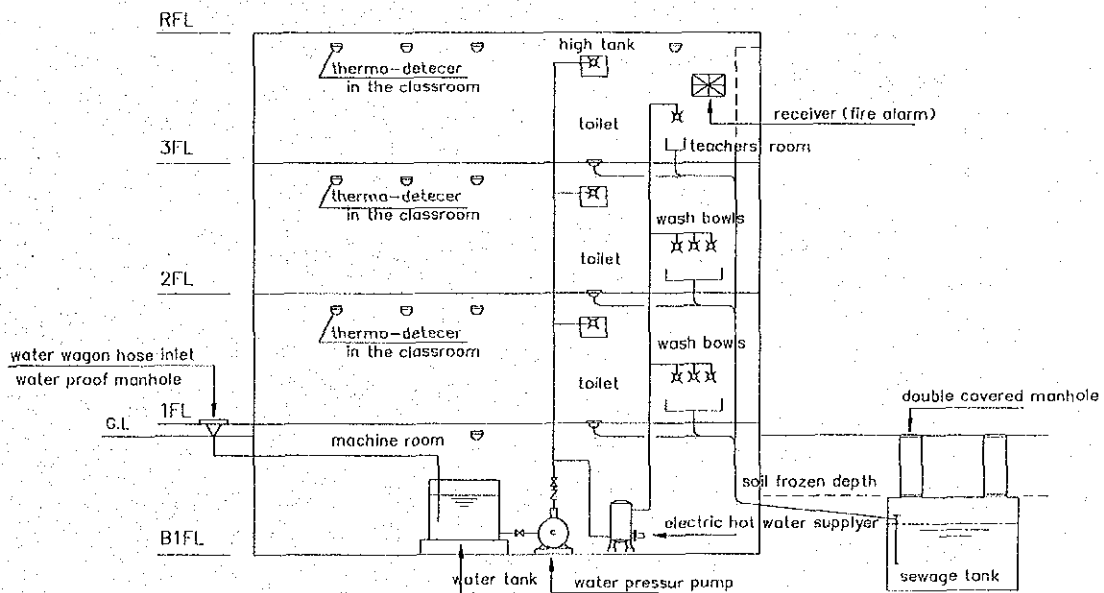 RFL
high tank
thermo-detecer
in the classroom
receiver (fire alarm)
toilet
teachers' room
3FL
thermo-detecer
in the classroom
wash bowls
toilet
2FL
thermo-detecer
in the classroom
water wagon hose inlet
water proof manhole
wash bowls
toilet
double covered manhole
1FL
G.L
machine room
soil frozen depth
C
electric hot water supplyer
B1FL
sewage tank
water tank
water pressur pump